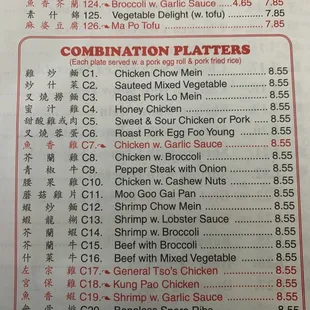 魚香芥蘭 124. Broccoli w. Garlic Sauce ...... 4.65 7.85
素什錦 125. Vegetable Delight (w. tofu) ...... 7.85
麻婆豆腐 126. Ma Po Tofu ...... 7.85
COMBINATION PLATTERS
(Each plate served w. a pork egg roll & pork fried rice)
雞炒麵 C1. Chicken Chow Mein ...... 8.55
炒什菜 C2. Sauteed Mixed Vegetable ...... 8.55
叉燒撈麵 C3. Roast Pork Lo Mein ...... 8.55
蜜汁雞 C4. Honey Chicken ...... 8.55
甜酸雞或肉 C5. Sweet & Sour Chicken or Pork ...... 8.55
叉燒蓉蛋 C6. Roast Pork Egg Foo Young ...... 8.55
魚香雞 C7. Chicken w. Garlic Sauce ...... 8.55
芥蘭雞 C8. Chicken w. Broccoli ...... 8.55
青椒牛 C9. Pepper Steak with Onion ...... 8.55
腰果雞 C10. Chicken w. Cashew Nuts ...... 8.55
蘑菇雞片 C11. Moo Goo Gai Pan ...... 8.55
蝦炒麵 C12. Shrimp Chow Mein ...... 8.55
蝦龍糊 C13. Shrimp w. Lobster Sauce ...... 8.55
芥蘭蝦 C14. Shrimp w. Broccoli ...... 8.55
芥蘭牛 C15. Beef with Broccoli ...... 8.55
什菜牛 C16. Beef with Mixed Vegetable ...... 8.55
左宗雞 C17. General Tso's Chicken ...... 8.55
宮保雞 C18. Kung Pao Chicken ...... 8.55
魚香蝦 C19. Shrimp w. Garlic Sauce ...... 8.55
C20. Boneless Spare Ribs